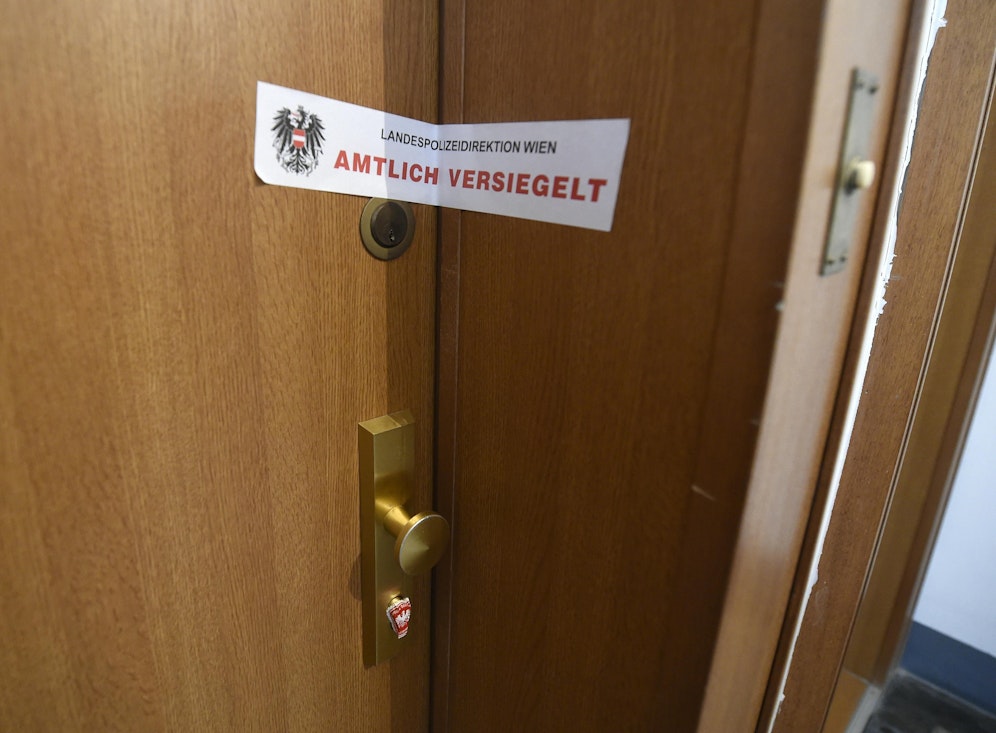 LANDESPOLIZEIDIREKTION WIEN
AMTLICH VERSIEGELT